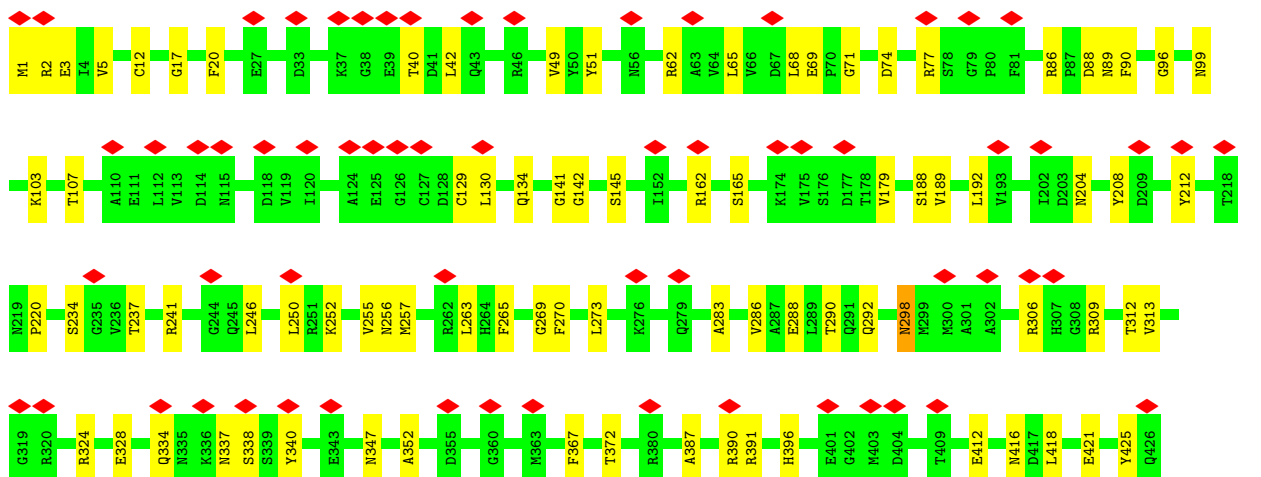 M1 R2 E3 I4 V5 C12 G17 F20 E27 D33 K37 G38 E39 T40 D41 L42 Q43 R46 V49 Y50 Y51 N56 R62 A63 V64 L65 V66 D67 L68 E69 P70 G71 D74 R77 S78 G79 P80 F81 R86 P87 D88 N89 F90 G96 N99
K103 T107 A110 E111 L112 V113 D114 N115 D118 V119 I120 A124 E125 G126 C127 D128 C129 L130 Q134 G141 G142 S145 I152 R162 S165 K174 V175 S176 D177 T178 V179 S188 V189 L192 V193 I202 D203 N204 Y208 D209 Y212 T218
N219 P220 S234 G235 V236 T237 R241 G244 Q245 L246 L250 R251 K252 V255 N256 M257 R262 L263 H264 F265 G269 F270 L273 K276 Q279 A283 V286 A287 E288 L289 T290 Q291 Q292 N298 M299 M300 A301 A302 R306 H307 G308 R309 T312 V313
G319 R320 R324 E328 Q334 N335 K336 N337 S338 S339 Y340 E343 N347 A352 D355 G360 M363 F367 T372 R380 A387 R390 R391 H396 E401 G402 M403 D404 T409 E412 N416 D417 L418 E421 Y425 Q426